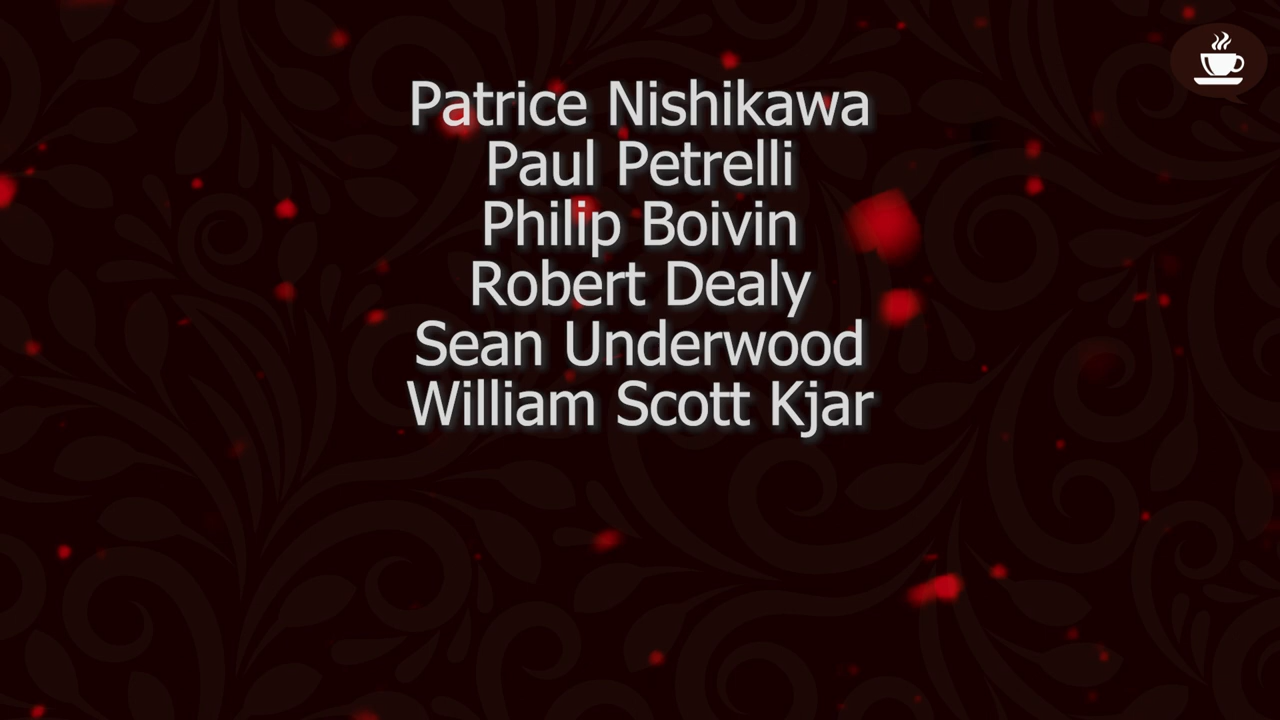 Patrice Nishikawa
Paul Petrelli
Philip Boivin
Robert Dealy
Sean Underwood
William Scott Kjar